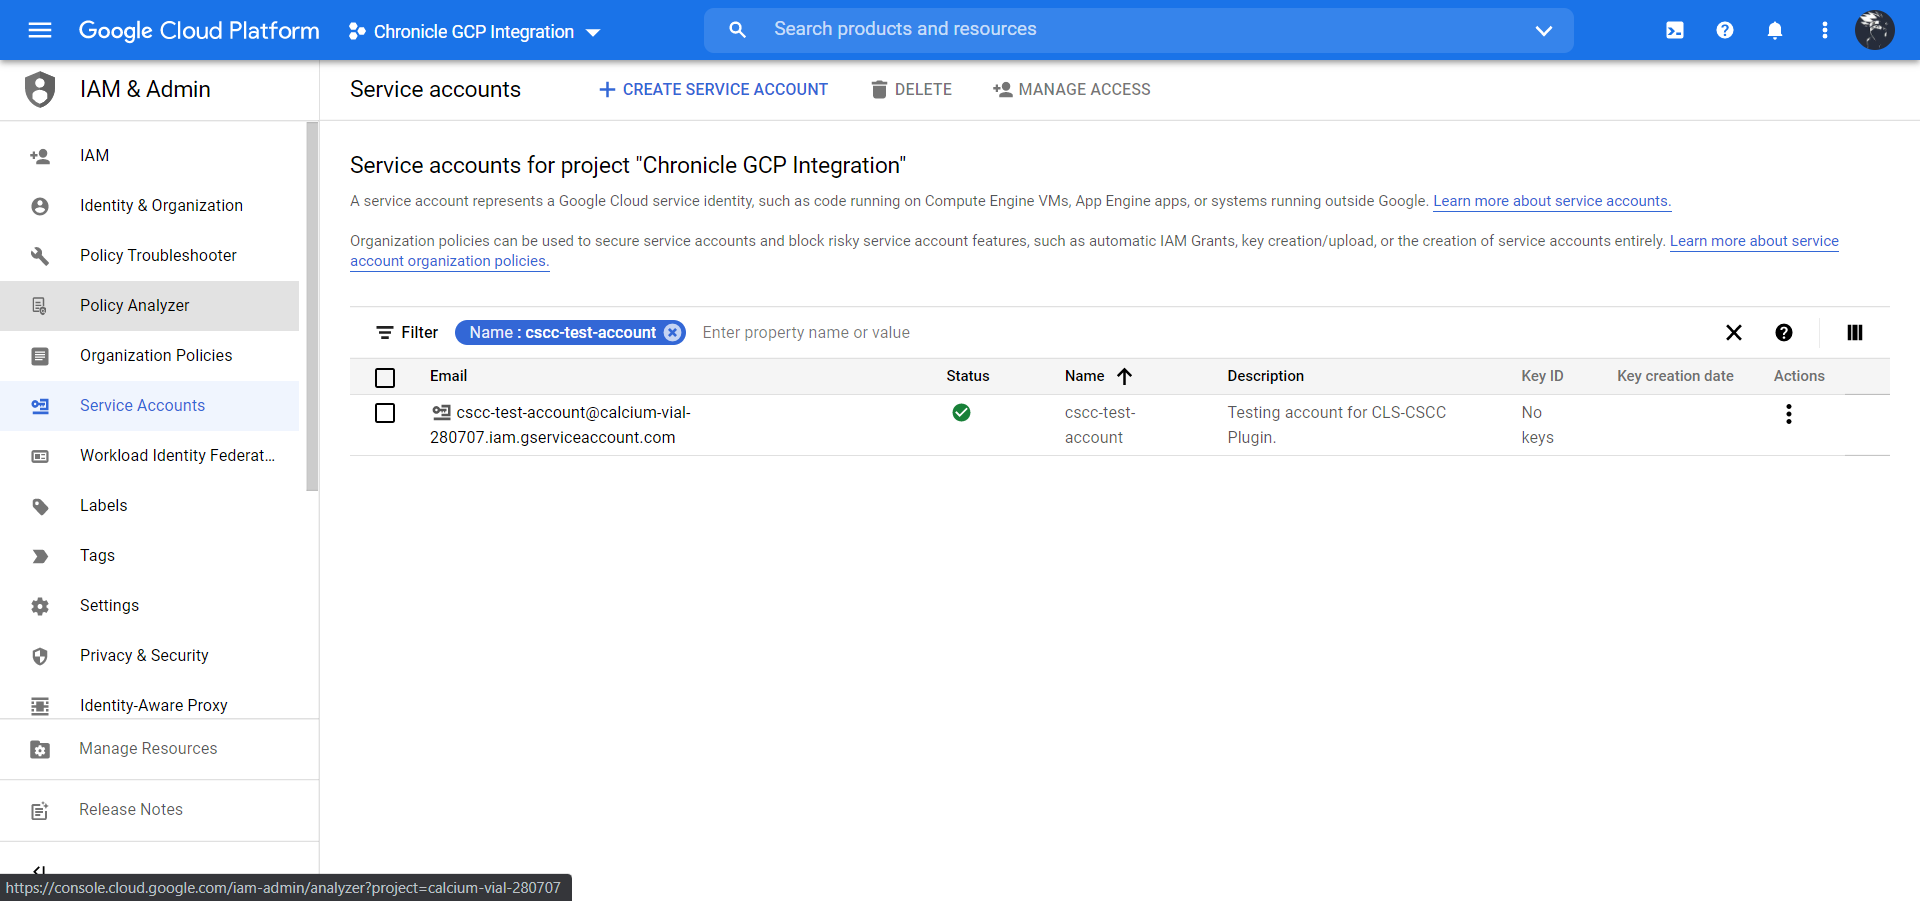 Google Cloud Platform
Chronicle GCP Integration
Search products and resources
IAM & Admin
Service accounts
CREATE SERVICE ACCOUNT
DELETE
MANAGE ACCESS
IAM
Identity & Organization
Policy Troubleshooter
Policy Analyzer
Organization Policies
Service Accounts
Workload Identity Federat...
Labels
Tags
Settings
Privacy & Security
Identity-Aware Proxy
Manage Resources
Release Notes
Service accounts for project "Chronicle GCP Integration"
A service account represents a Google Cloud service identity, such as code running on Compute Engine VMs, App Engine apps, or systems running outside Google. Learn more about service accounts.
Organization policies can be used to secure service accounts and block risky service account features, such as automatic IAM Grants, key creation/upload, or the creation of service accounts entirely. Learn more about service
account organization policies.
Filter
Name : cscc-test-account
Enter property name or value
Email
Status
Name
Description
Key ID
Key creation date
Actions
cscc-test-account@calcium-vial-
280707.iam.gserviceaccount.com
cscc-test-
account
Testing account for CLS-CSCC
Plugin.
No
keys
https://console.cloud.google.com/iam-admin/analyzer?project=calcium-vial-280707